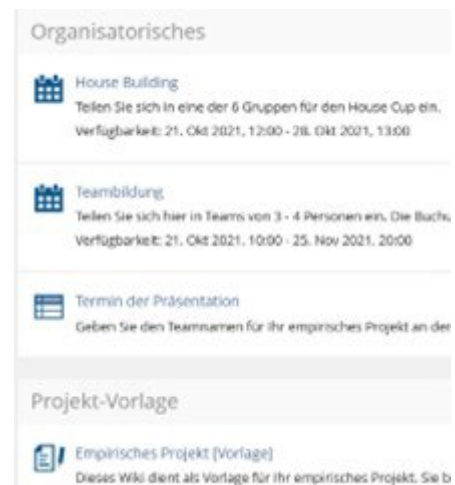 Organisatorisches
House Building
Teilen Sie sich in eine der 6 Gruppen für den House Cup ein.
Verfügbarkeit: 21. Okt 2021, 12:00 - 28. Okt 2021, 13:00
Teambildung
Teilen Sie sich hier in Teams von 3 - 4 Personen ein. Die Buchu
Verfügbarkeit: 21. Okt 2021, 10:00 - 25. Nov 2021, 20:00
Termin der Präsentation
Geben Sie den Teamnamen für Ihr empirisches Projekt an der
Projekt-Vorlage
Empirisches Projekt [Vorlage]
Dieses Wiki dient als Vorlage für Ihr empirisches Projekt. Sie b